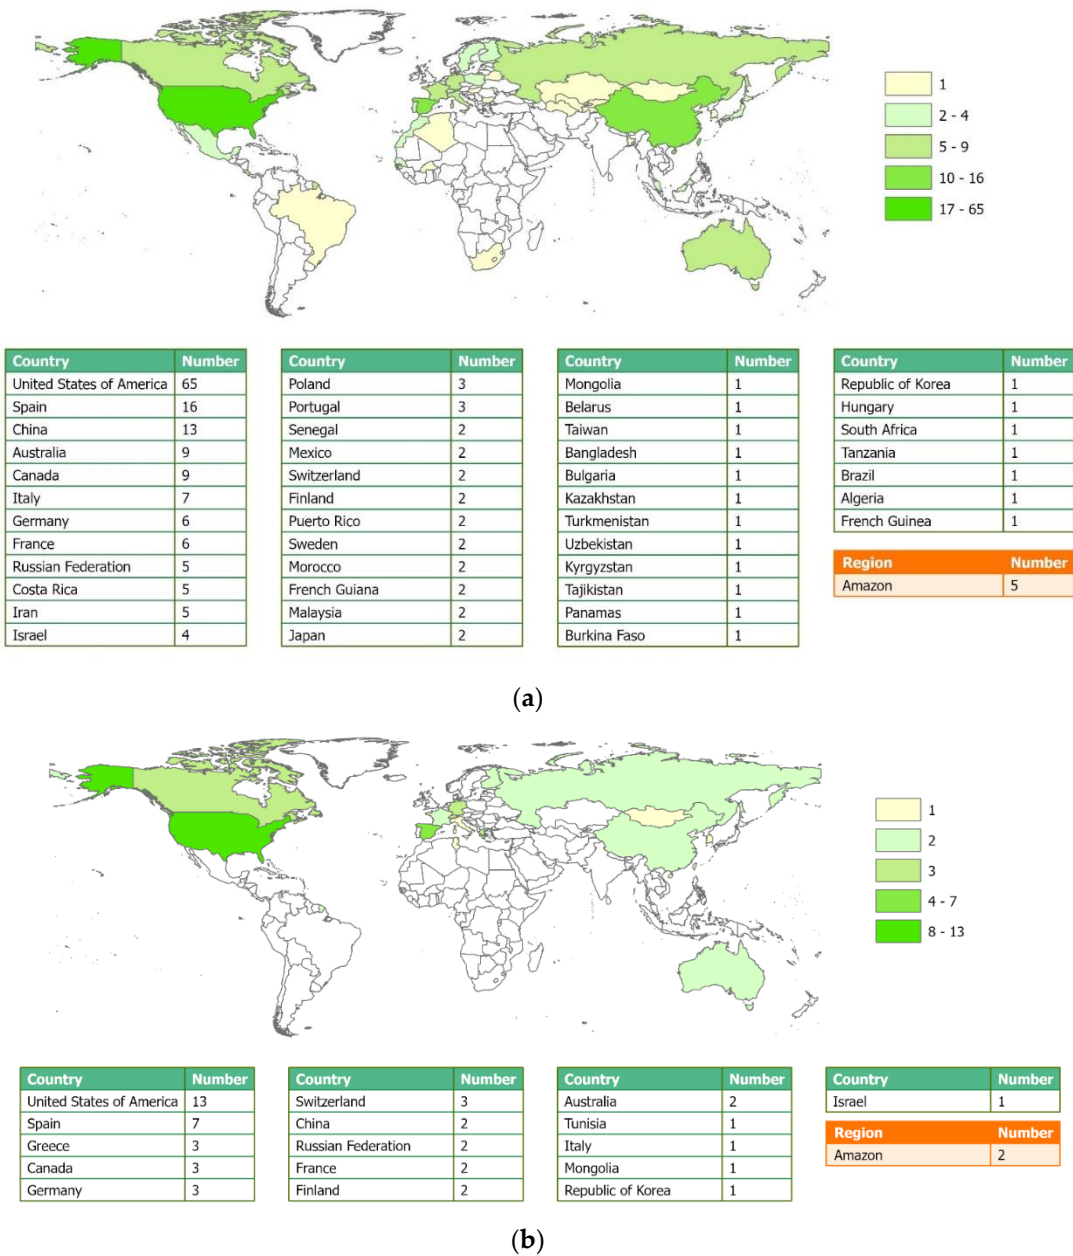 1
2 - 4
5 - 9
10 - 16
17 - 65
Country Number
United States of America 65
Spain 16
China 13
Australia 9
Canada 9
Italy 7
Germany 6
France 6
Russian Federation 5
Costa Rica 5
Iran 5
Israel 4
Country Number
Poland 3
Portugal 3
Senegal 2
Mexico 2
Switzerland 2
Finland 2
Puerto Rico 2
Sweden 2
Morocco 2
French Guiana 2
Malaysia 2
Japan 2
Country Number
Mongolia 1
Belarus 1
Taiwan 1
Bangladesh 1
Bulgaria 1
Kazakhstan 1
Turkmenistan 1
Uzbekistan 1
Kyrgyzstan 1
Tajikistan 1
Panamas 1
Burkina Faso 1
Country Number
Republic of Korea 1
Hungary 1
South Africa 1
Tanzania 1
Brazil 1
Algeria 1
French Guinea 1
Region Number
Amazon 5
(a)
1
2
3
4 - 7
8 - 13
Country Number
United States of America 13
Spain 7
Greece 3
Canada 3
Germany 3
Country Number
Switzerland 3
China 2
Russian Federation 2
France 2
Finland 2
Country Number
Australia 2
Tunisia 1
Italy 1
Mongolia 1
Republic of Korea 1
Country Number
Israel 1
Region Number
Amazon 2
(b)